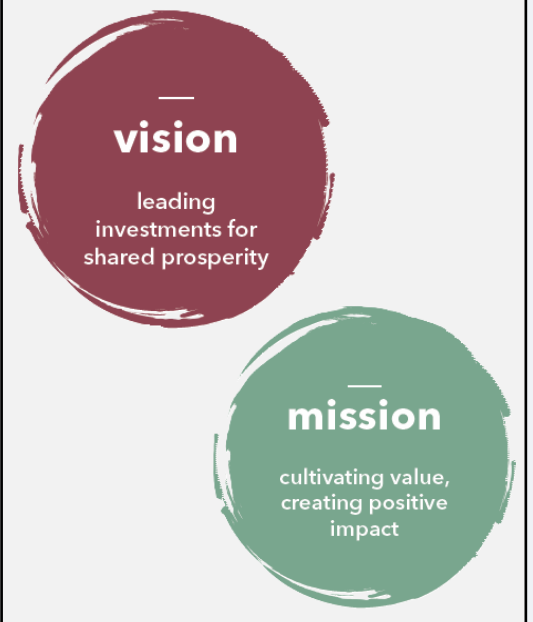 vision
leading
investments for
shared prosperity
mission
cultivating value,
creating positive
impact